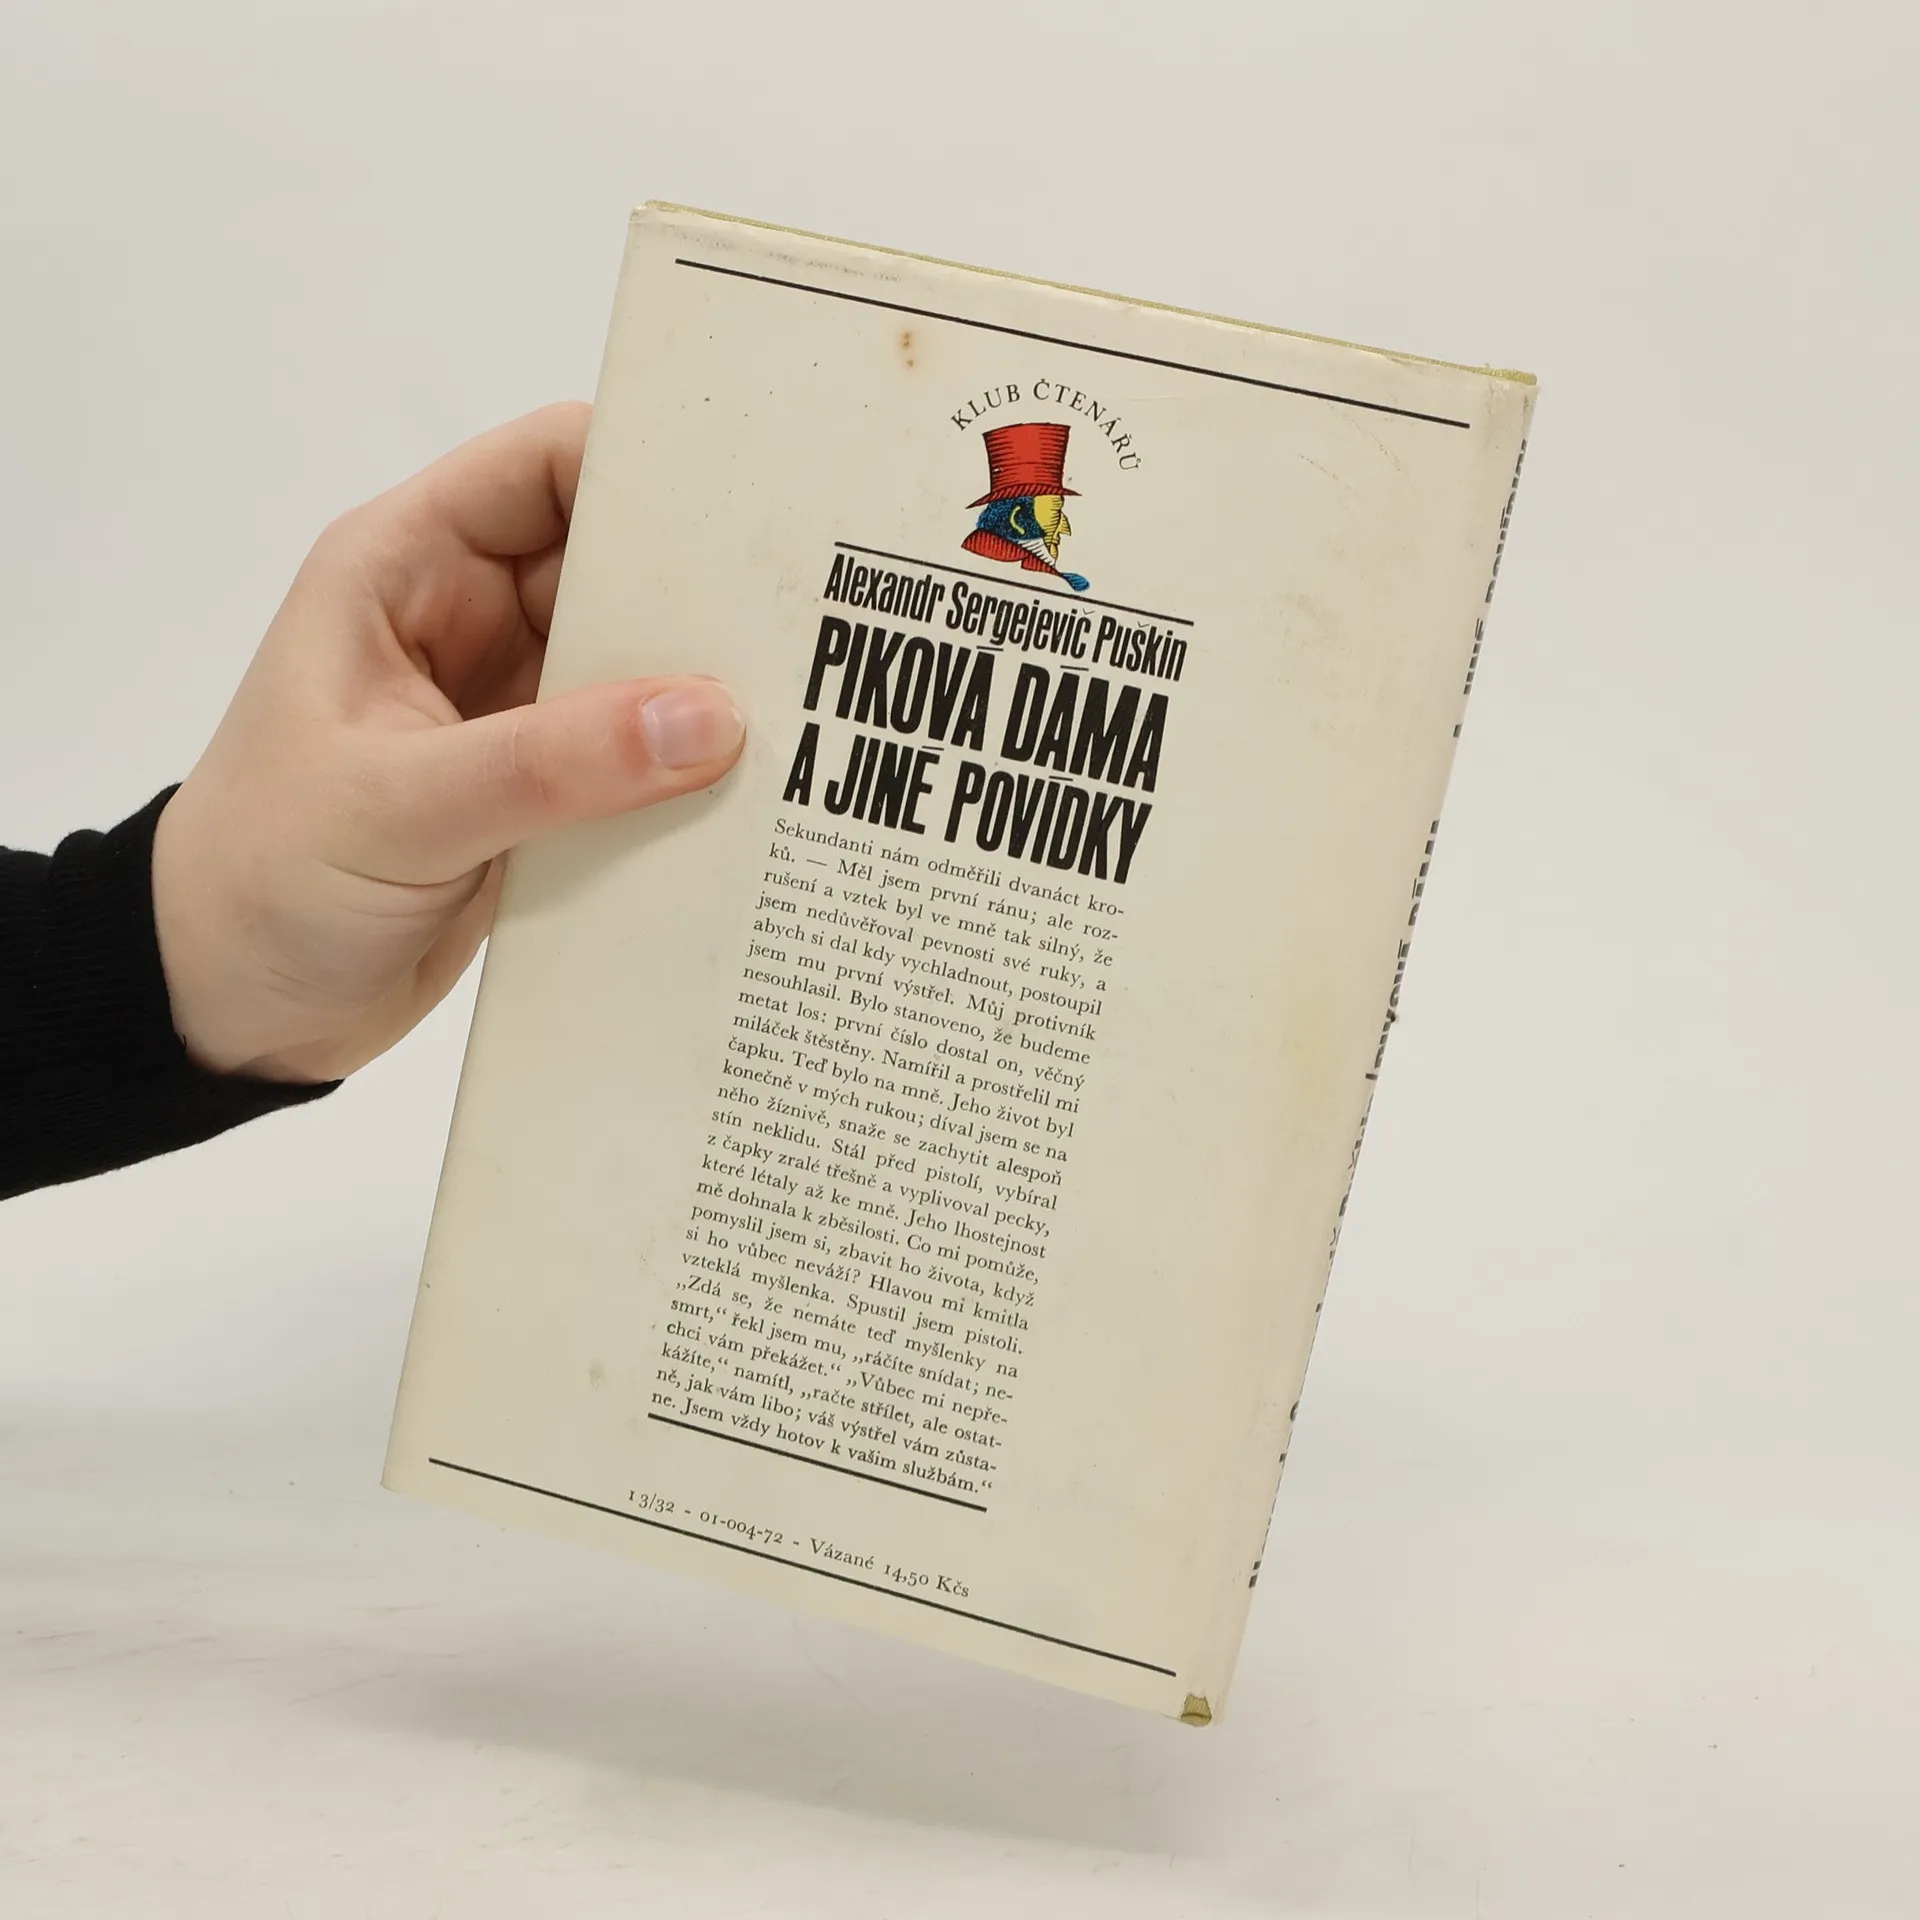 KLUB ČTENÁŘŮ
Alexandr Sergejevič Puškin
PIKOVÁ DÁMA
A JINÉ POVÍDKY
Sekundanti nám odměřili dvanáct kro-
ků. — Měl jsem první ránu; ale roz-
rušení a vztek byl ve mně tak silný, že
jsem nedůvěřoval pevnosti své ruky, a
abych si dal kdy vychladnout, postoupil
jsem mu první výstřel. Můj protivník
nesouhlasil. Bylo stanoveno, že budeme
metat los: první číslo dostal on, věčný
miláček štěstěny. Namířil a prostřelil mi
čapku. Teď bylo na mně. Jeho život byl
konečně v mých rukou; díval jsem se na
něho žíznivě, snaže se zachytit alespoň
stín neklidu. Stál před pistolí, vybíral
z čapky zralé třešně a vyplivoval pecky,
které létaly až ke mně. Jeho lhostejnost
mě dohnala k zběsilosti. Co mi pomůže,
pomyslil jsem si, zbavit ho života, když
si ho vůbec neváží? Hlavou mi kmitla
vzteklá myšlenka. Spustil jsem pistoli.
„Zdá se, že nemáte teď myšlenky na
smrt,“ řekl jsem mu, „ráčíte snídat; ne-
chci vám překážet.“ „Vůbec mi nepře-
kážíte,“ namítl, „račte střílet, ale ostat-
ně, jak vám libo; váš výstřel vám zůsta-
ne. Jsem vždy hotov k vašim službám.“
13/32 - 01-004-72 - Vázané 14,50 Kčs